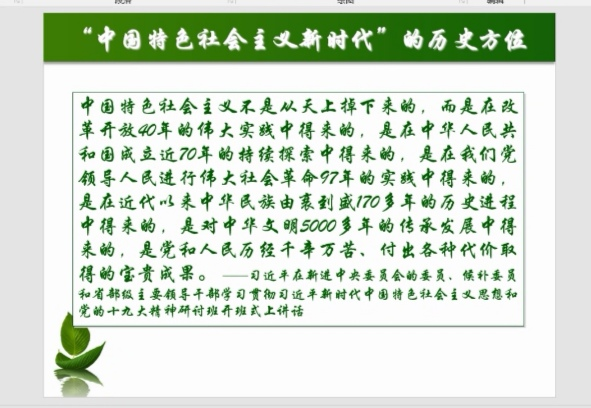 “中国特色社会主义新时代”的历史方位
中国特色社会主义不是从天上掉下来的，而是在改
革开放40年的伟大实践中得来的，是在中华人民共
和国成立近70年的持续探索中得来的，是在我们党
领导人民进行伟大社会革命97年的实践中得来的，
是在近代以来中华民族由衰到盛170多年的历史进程
中得来的，是对中华文明5000多年的传承发展中得
来的，是党和人民历经千辛万苦、付出各种代价取
得的宝贵成果。 ——习近平在新进中央委员会的委员、候补委员
和省部级主要领导干部学习贯彻习近平新时代中国特色社会主义思想和
党的十九大精神研讨班开班式上讲话